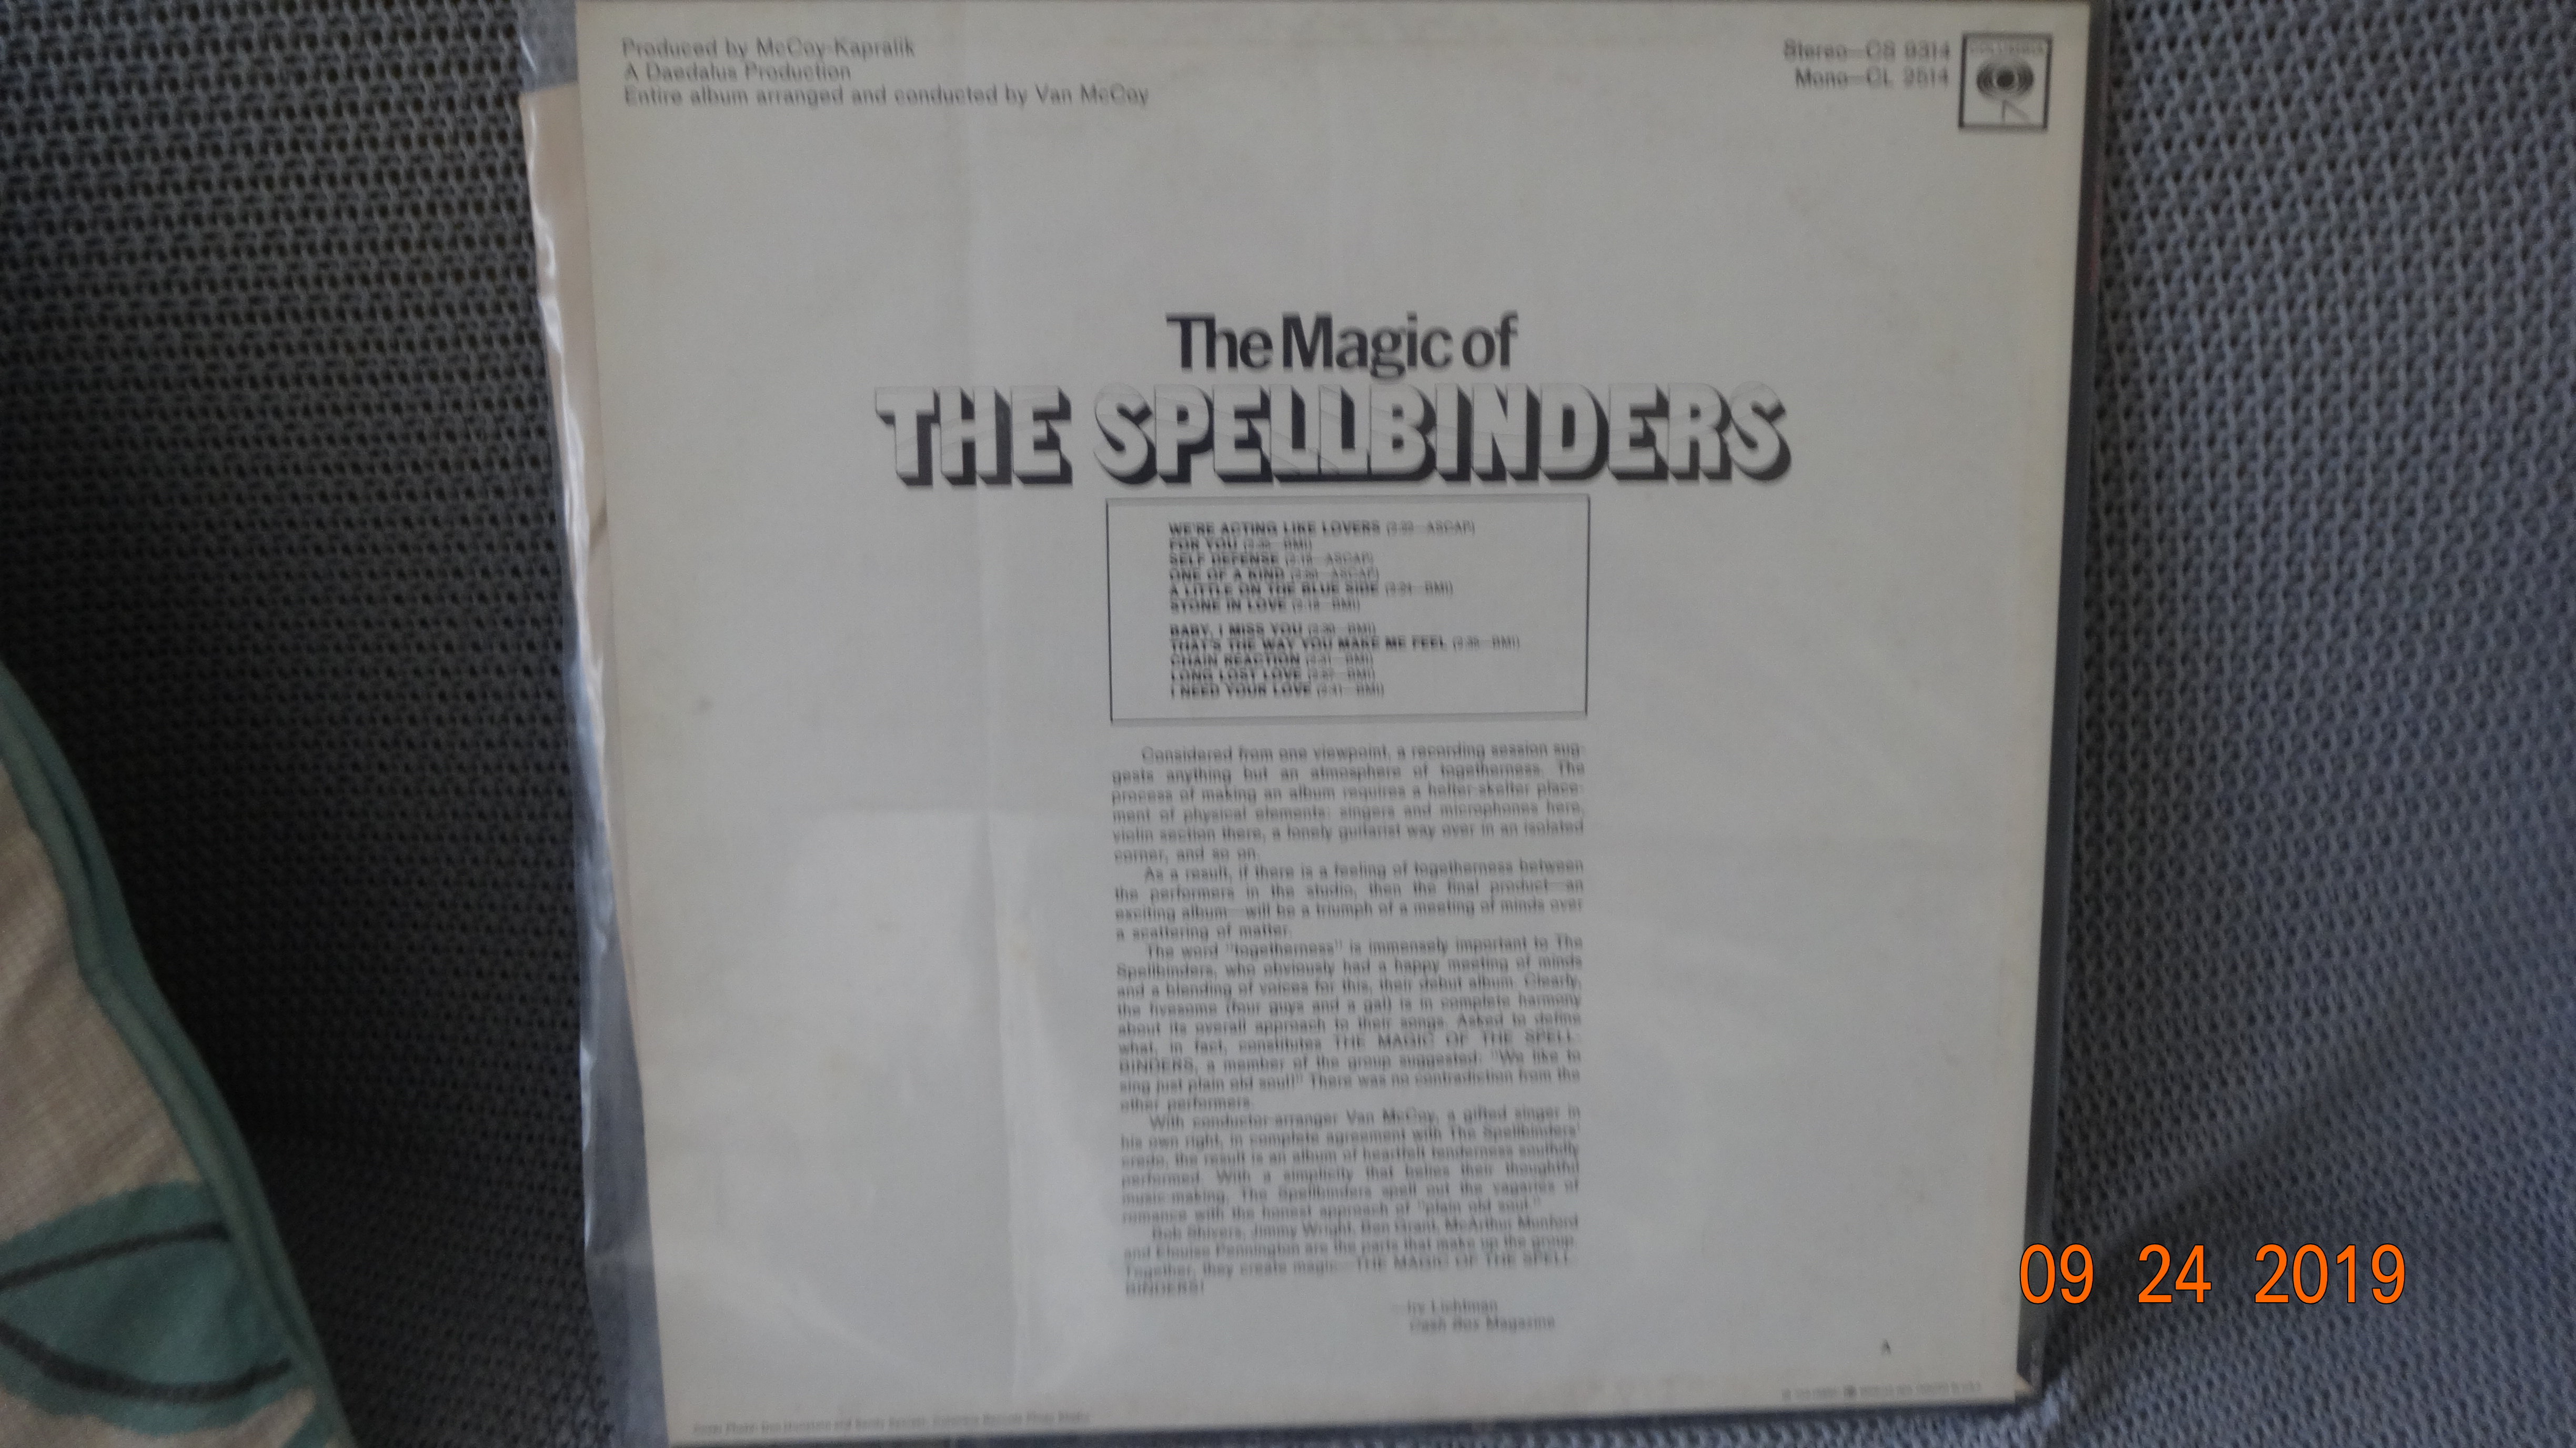 Produced by McCoy-Kapralik
A Daedalus Production
Entire album arranged and conducted by Van McCoy
Stereo—CS 9314
Mono—CL 2514
COLUMBIA
The Magic of
THE SPELLBINDERS
WE'RE ACTING LIKE LOVERS ASCAP)
FOR YOU BMI)
SELF DEFENSE ASCAP)
ONE OF A KIND ASCAP)
A LITTLE ON THE BLUE SIDE BMI)
STONE IN LOVE BMI)
BABY, I MISS YOU BMI)
THAT'S THE WAY YOU MAKE ME FEEL BMI)
CHAIN REACTION BMI)
LONG LOST LOVE BMI)
I NEED YOUR LOVE BMI)
Considered from one viewpoint, a recording session sug-
gests anything but an atmosphere of togetherness. The
process of making an album requires a helter-skelter place-
ment of physical elements: singers and microphones here,
violin section there, a lonely guitarist way over in an isolated
corner, and so on.
As a result, if there is a feeling of togetherness between
the performers in the studio, then the final product—an
exciting album—will be a triumph of a meeting of minds over
a scattering of matter.
The word "togetherness" is immensely important to The
Spellbinders, who obviously had a happy meeting of minds
and a blending of voices for this, their debut album. Clearly,
the fivesome (four guys and a gal) is in complete harmony
about its overall approach to their songs. Asked to define
what, in fact, constitutes THE MAGIC OF THE SPELL-
BINDERS, a member of the group suggested: "We like to
sing just plain old soul!" There was no contradiction from the
other performers.
With conductor-arranger Van McCoy, a gifted singer in
his own right, in complete agreement with The Spellbinders'
credo, the result is an album of heartfelt tenderness soulfully
performed. With a simplicity that belies their thoughtful
music-making, The Spellbinders spell out the vagaries of
romance with the honest approach of "plain old soul."
Bob Shivers, Jimmy Wright, Ben Grant, McArthur Munford
and Elouise Pennington are the parts that make up the group.
Together, they create magic—THE MAGIC OF THE SPELL-
BINDERS!
—Irv Lichtman
Cash Box Magazine
A
09 24 2019